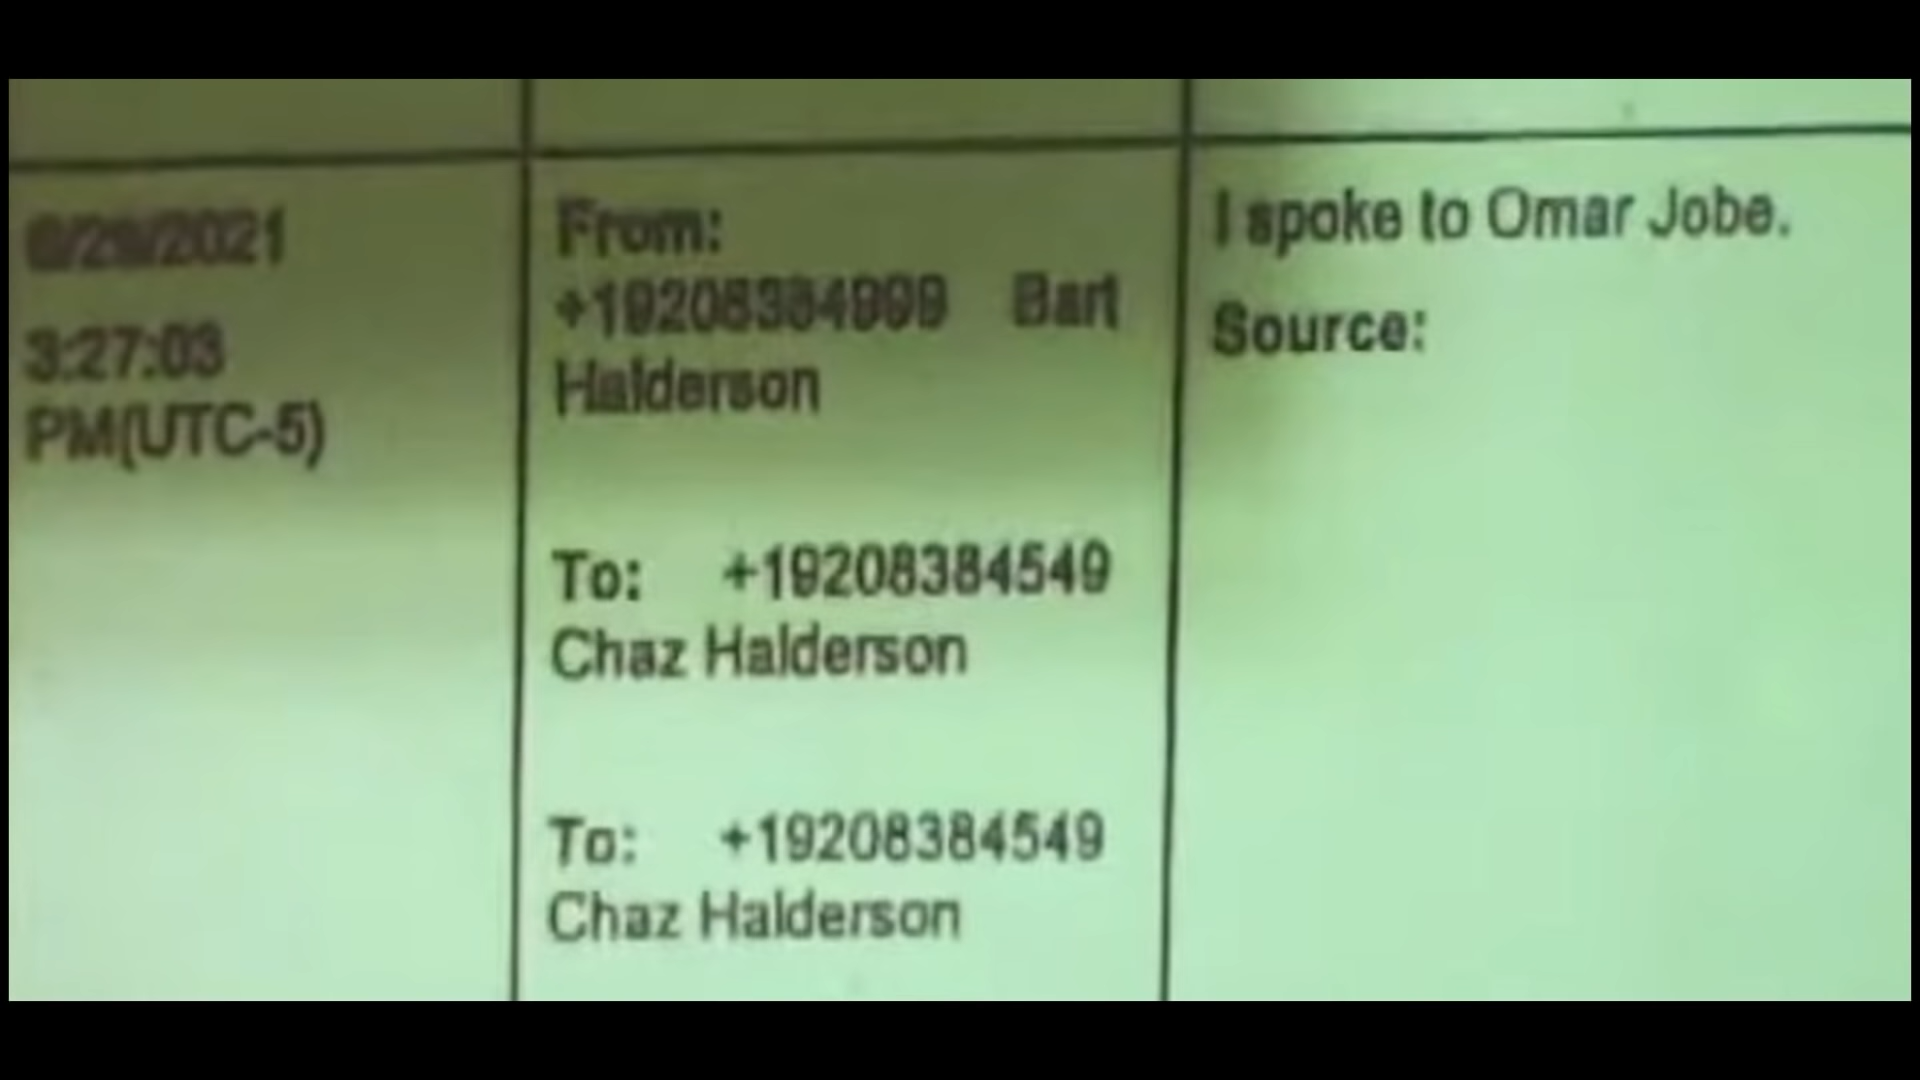 3:27:03
PM(UTC-5)
From:
Bart
Halderson
To: +19208384549
Chaz Halderson
To: +19208384549
Chaz Halderson
I spoke to Omar Jobe.
Source: